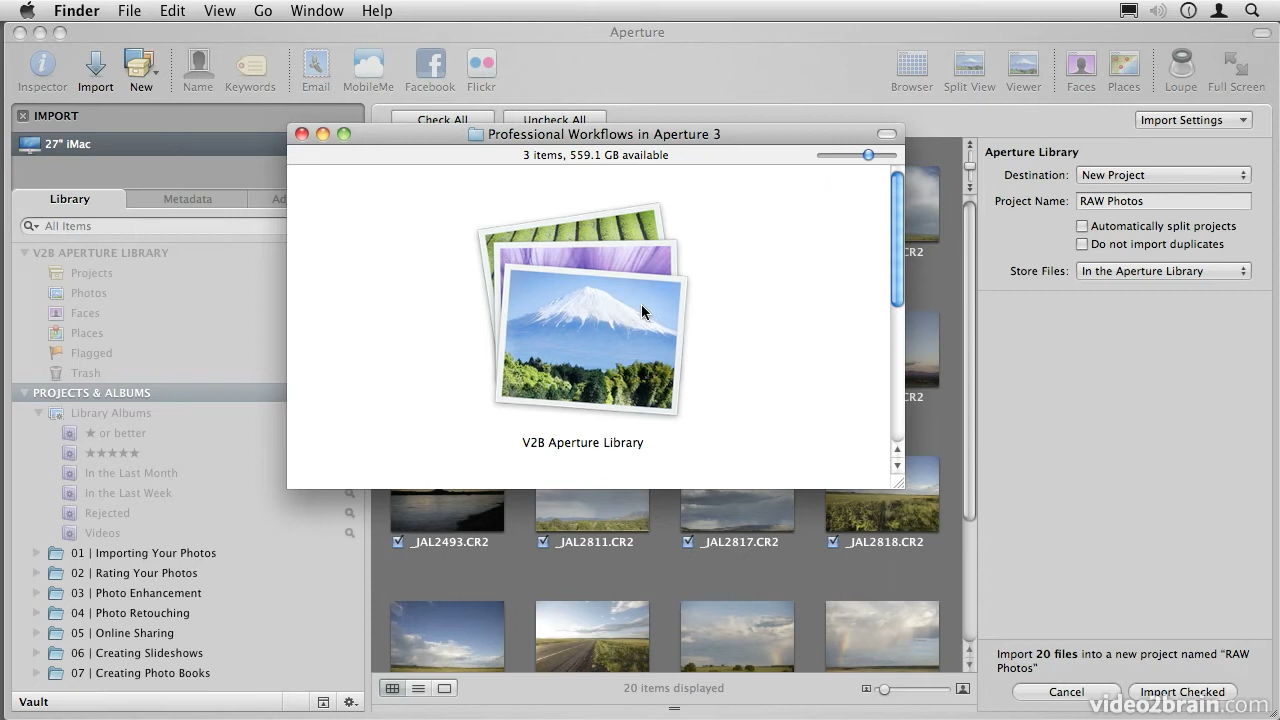 Finder File Edit View Go Window Help
Aperture
Inspector Import New Name Keywords Email MobileMe Facebook Flickr Browser Split View Viewer Faces Places Loupe Full Screen
IMPORT
27" iMac
Library Metadata
All Items
V2B APERTURE LIBRARY
Projects
Photos
Faces
Places
Flagged
Trash
PROJECTS & ALBUMS
Library Albums
★ or better
★★★★★
In the Last Month
In the Last Week
Rejected
Videos
01 | Importing Your Photos
02 | Rating Your Photos
03 | Photo Enhancement
04 | Photo Retouching
05 | Online Sharing
06 | Creating Slideshows
07 | Creating Photo Books
Vault
Check All Uncheck All
Import Settings
Professional Workflows in Aperture 3
3 items, 559.1 GB available
V2B Aperture Library
CR2
CR2
_JAL2493.CR2 _JAL2811.CR2 _JAL2817.CR2 _JAL2818.CR2
20 items displayed
Aperture Library
Destination: New Project
Project Name: RAW Photos
Automatically split projects
Do not import duplicates
Store Files: In the Aperture Library
Import 20 files into a new project named “RAW
Photos”
Cancel Import Checked
video2brain.com